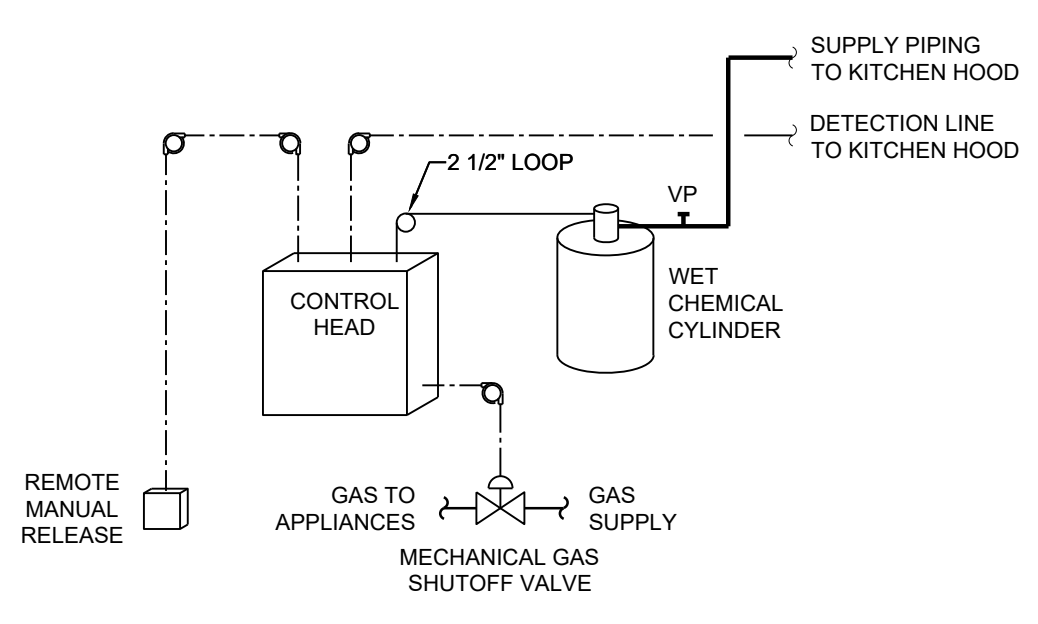 SUPPLY PIPING
TO KITCHEN HOOD
DETECTION LINE
TO KITCHEN HOOD
2 1/2" LOOP
VP
WET
CHEMICAL
CYLINDER
CONTROL
HEAD
REMOTE
MANUAL
RELEASE
GAS TO
APPLIANCES
GAS
SUPPLY
MECHANICAL GAS
SHUTOFF VALVE